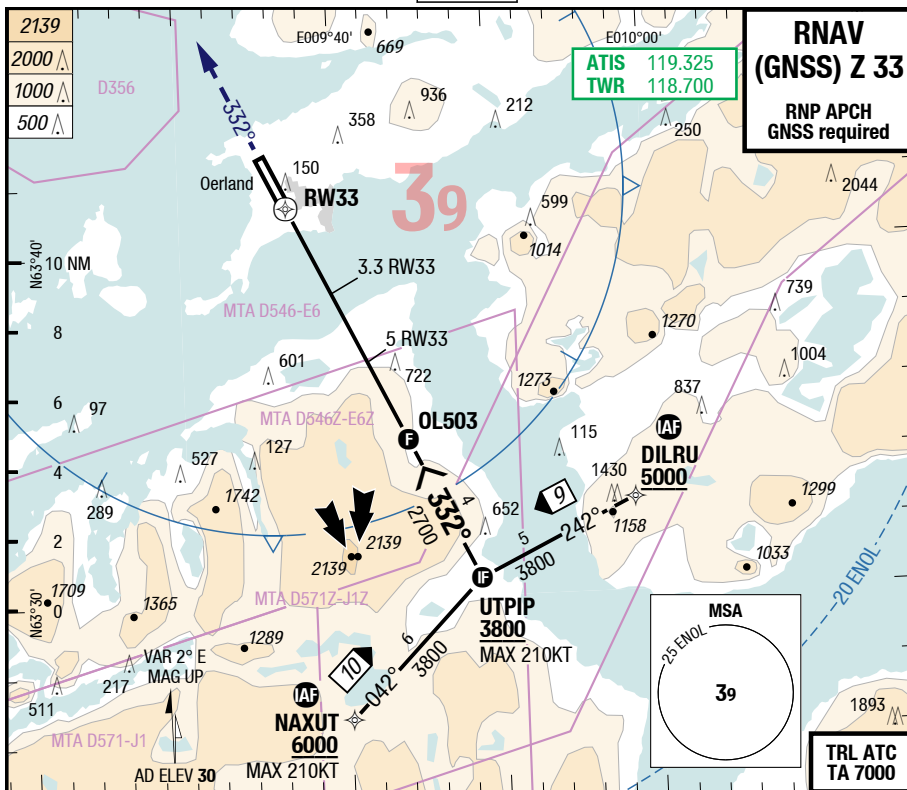 2139
2000
1000
500
E009°40'
E010°00'
669
D356
ATIS 119.325
TWR 118.700
RNAV
(GNSS) Z 33
RNP APCH
GNSS required
332°
936
212
358
250
150
Oerland
RW33
39
2044
599
1014
N63°40'
10 NM
3.3 RW33
MTA D546-E6
739
1270
8
5 RW33
601
722
1004
1273
6
97
MTA D546Z-E6Z
OL503
837
IAF
DILRU
5000
F
115
127
527
4
289
1742
1430
9
1299
332°
4
2700
652
242°
1158
5
3800
2
2139
2139
1033
20 ENOL
IF
UTPIP
3800
MAX 210KT
1709
N63°30'
0
1365
MTA D571Z-J1Z
MSA
25 ENOL
39
1289
6
3800
10
042°
VAR 2° E
MAG UP
217
511
IAF
NAXUT
6000
MAX 210KT
1893
MTA D571-J1
AD ELEV 30
TRL ATC
TA 7000